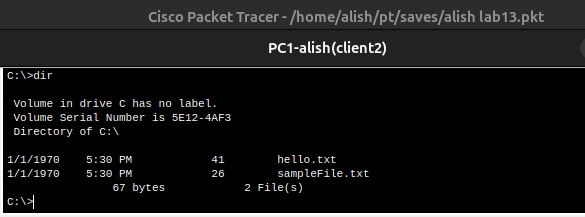 Cisco Packet Tracer - /home/alish/pt/saves/alish lab13.pkt
PC1-alish(client2)
C:\>dir
Volume in drive C has no label.
Volume Serial Number is 5E12-4AF3
Directory of C:\
1/1/1970 5:30 PM 41 hello.txt
1/1/1970 5:30 PM 26 sampleFile.txt
67 bytes 2 File(s)
C:\>